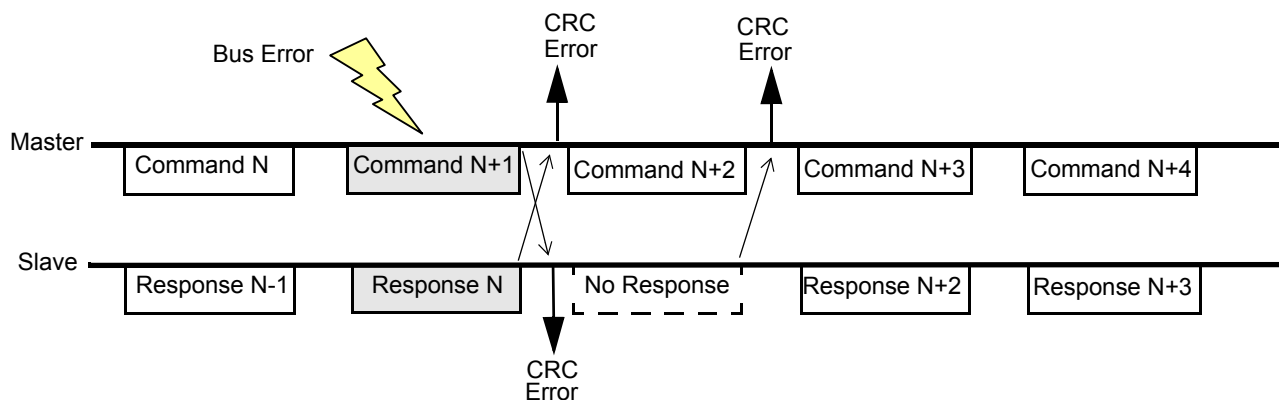 CRC
Error
CRC
Error
Bus Error
Master
Command N
Command N+1
Command N+2
Command N+3
Command N+4
Slave
Response N-1
Response N
No Response
Response N+2
Response N+3
CRC
Error